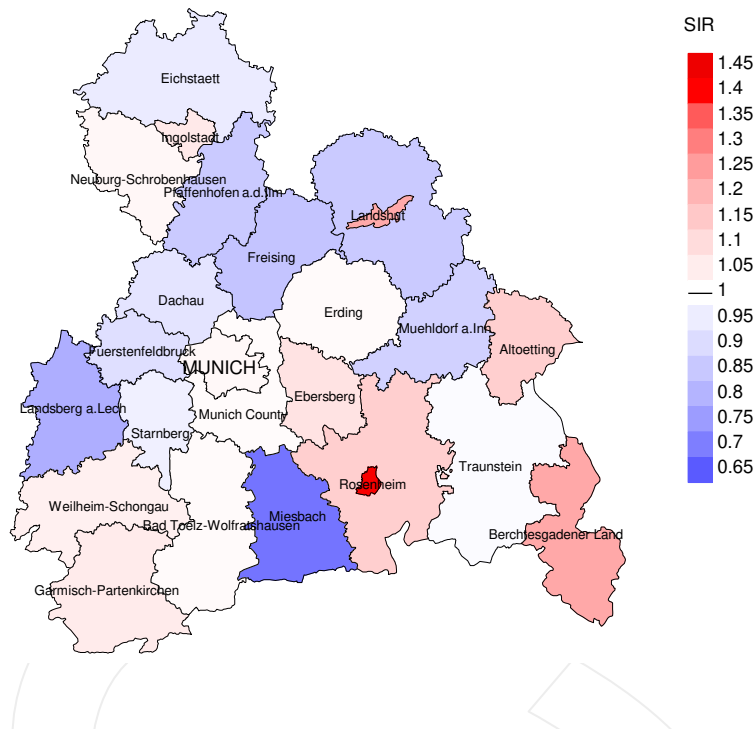 SIR
Eichstaett
1.45
1.4
1.35
1.3
1.25
1.2
1.15
1.1
1.05
1
0.95
0.9
0.85
0.8
0.75
0.7
0.65
Ingolstadt
Neuburg-Schrobenhausen
Pfaffenhofen a.d.Ilm
Landshut
Freising
Dachau
Erding
Muehldorf a.Inn
Fuerstenfeldbruck
Altoetting
MUNICH
Ebersberg
Landsberg a.Lech
Munich County
Starnberg
Traunstein
Rosenheim
Weilheim-Schongau
Miesbach
Bad Toelz-Wolfratshausen
Berchtesgadener Land
Garmisch-Partenkirchen